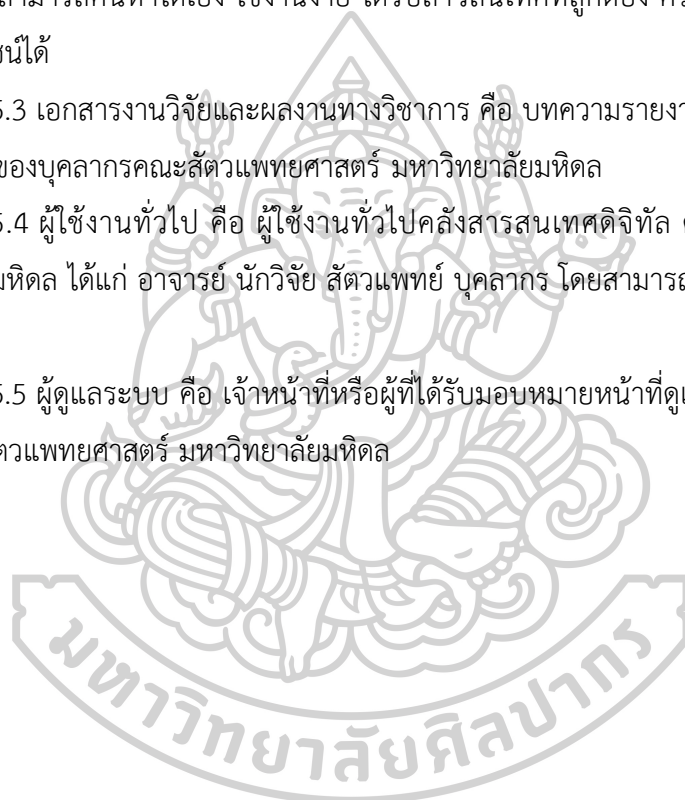 สามารถค้นหาได้เอง ใช้งานง่าย ได้รับสารสนเทศที่ถูกต้อง
ชน์ได้
5.3 เอกสารงานวิจัยและผลงานทางวิชาการ คือ บทความรายงา
ของบุคลากรคณะสัตวแพทยศาสตร์ มหาวิทยาลัยมหิดล
5.4 ผู้ใช้งานทั่วไป คือ ผู้ใช้งานทั่วไปคลังสารสนเทศดิจิทัล
มหิดล ได้แก่ อาจารย์ นักวิจัย สัตวแพทย์ บุคลากร โดยสามารถ
5.5 ผู้ดูแลระบบ คือ เจ้าหน้าที่หรือผู้ที่ได้รับมอบหมายหน้าที่ดูแ
ตวแพทยศาสตร์ มหาวิทยาลัยมหิดล
มหาวิทยาลัยศิลปากร